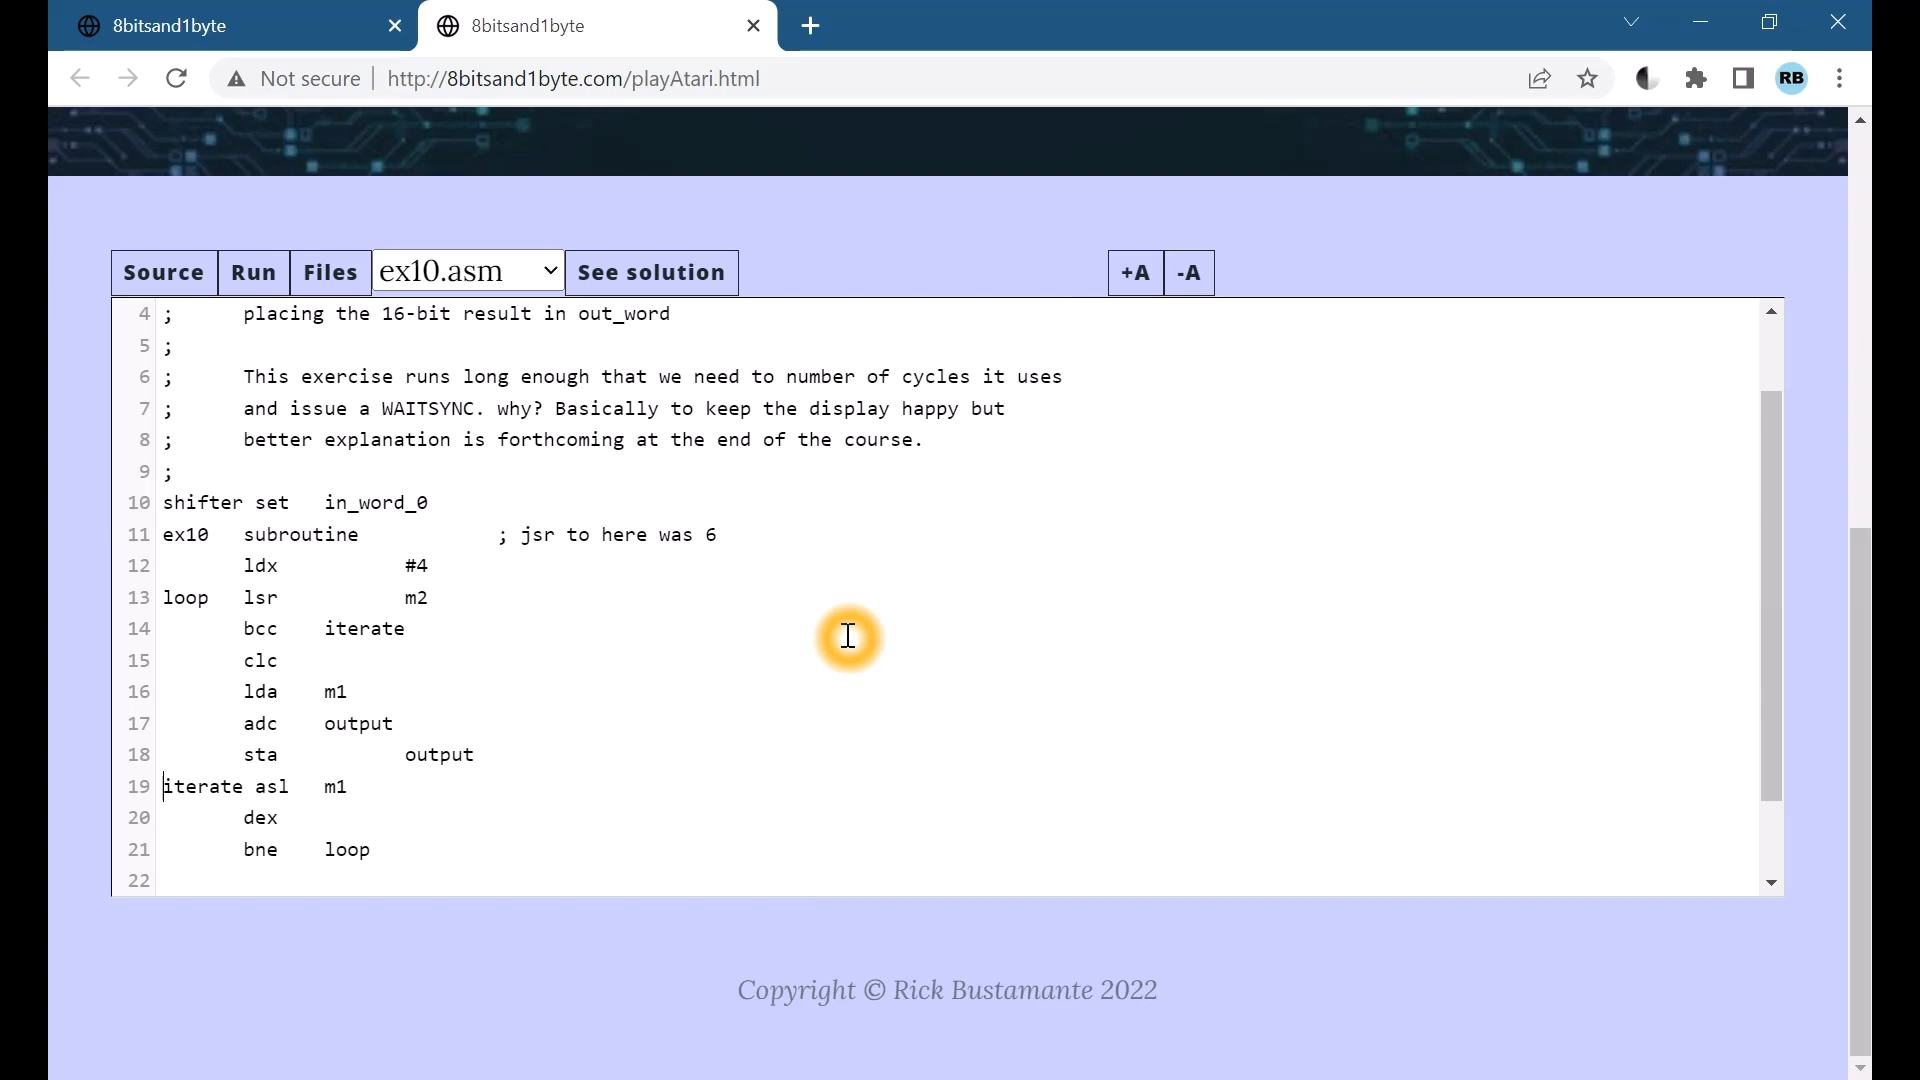 8bitsand1byte
8bitsand1byte
Not secure http://8bitsand1byte.com/playAtari.html
RB
Source Run Files ex10.asm See solution +A -A
4 ; placing the 16-bit result in out_word
5 ;
6 ; This exercise runs long enough that we need to number of cycles it uses
7 ; and issue a WAITSYNC. why? Basically to keep the display happy but
8 ; better explanation is forthcoming at the end of the course.
9 ;
10 shifter set in_word_0
11 ex10 subroutine ; jsr to here was 6
12 ldx #4
13 loop lsr m2
14 bcc iterate
15 clc
16 lda m1
17 adc output
18 sta output
19 iterate asl m1
20 dex
21 bne loop
22
Copyright © Rick Bustamante 2022